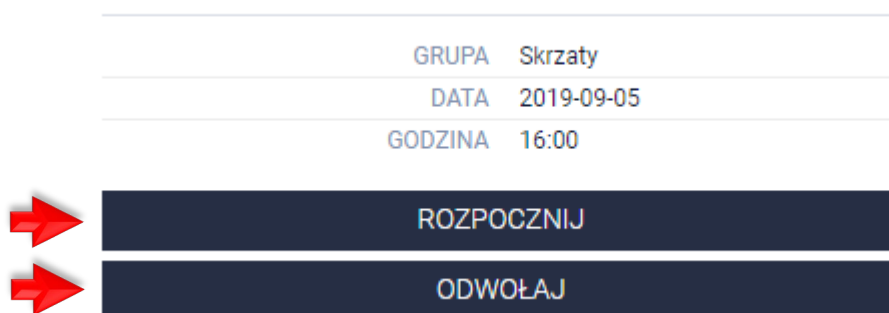 GRUPA Skrzaty
DATA 2019-09-05
GODZINA 16:00
ROZPOCZNIJ
ODWOŁAJ